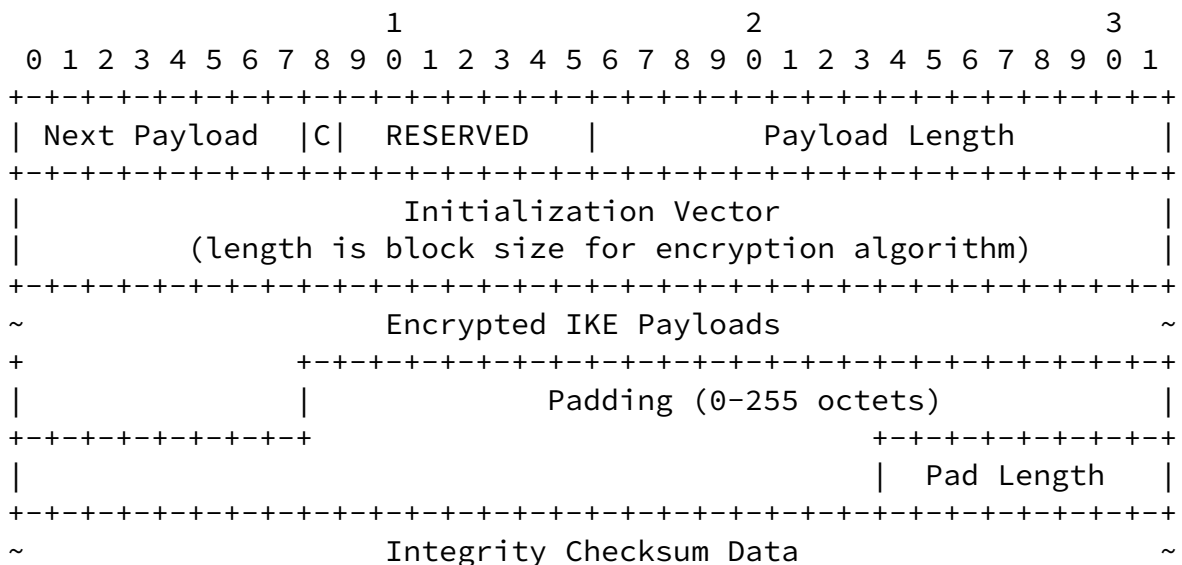 1                   2                   3
 0 1 2 3 4 5 6 7 8 9 0 1 2 3 4 5 6 7 8 9 0 1 2 3 4 5 6 7 8 9 0 1
+-+-+-+-+-+-+-+-+-+-+-+-+-+-+-+-+-+-+-+-+-+-+-+-+-+-+-+-+-+-+-+-+
| Next Payload  |C|  RESERVED   |         Payload Length        |
+-+-+-+-+-+-+-+-+-+-+-+-+-+-+-+-+-+-+-+-+-+-+-+-+-+-+-+-+-+-+-+-+
|                     Initialization Vector                     |
|         (length is block size for encryption algorithm)       |
+-+-+-+-+-+-+-+-+-+-+-+-+-+-+-+-+-+-+-+-+-+-+-+-+-+-+-+-+-+-+-+-+
~                    Encrypted IKE Payloads                     ~
+               +-+-+-+-+-+-+-+-+-+-+-+-+-+-+-+-+-+-+-+-+-+-+-+-+
|               |             Padding (0-255 octets)            |
+-+-+-+-+-+-+-+-+                               +-+-+-+-+-+-+-+-+
|                                               |  Pad Length   |
+-+-+-+-+-+-+-+-+-+-+-+-+-+-+-+-+-+-+-+-+-+-+-+-+-+-+-+-+-+-+-+-+
~                    Integrity Checksum Data                    ~